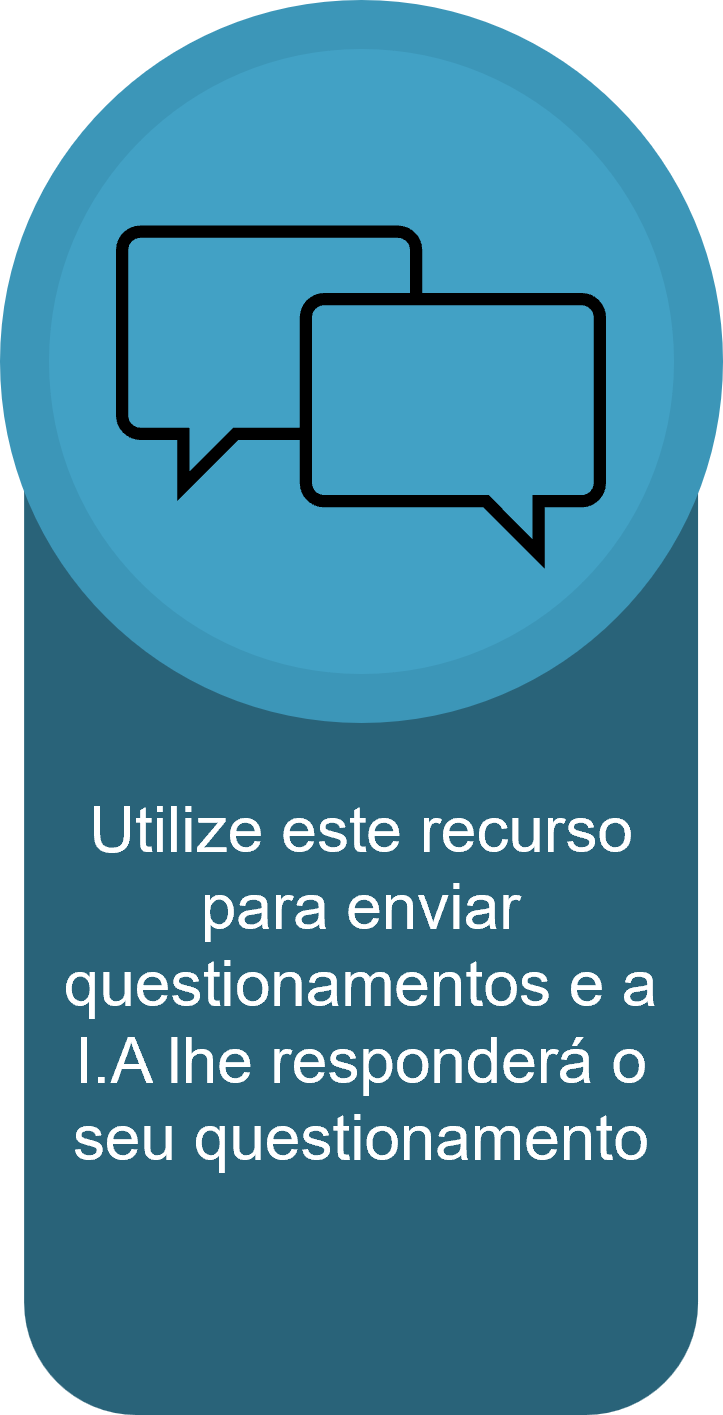 Utilize este recurso
para enviar
questionamentos e a
I.A lhe responderá o
seu questionamento